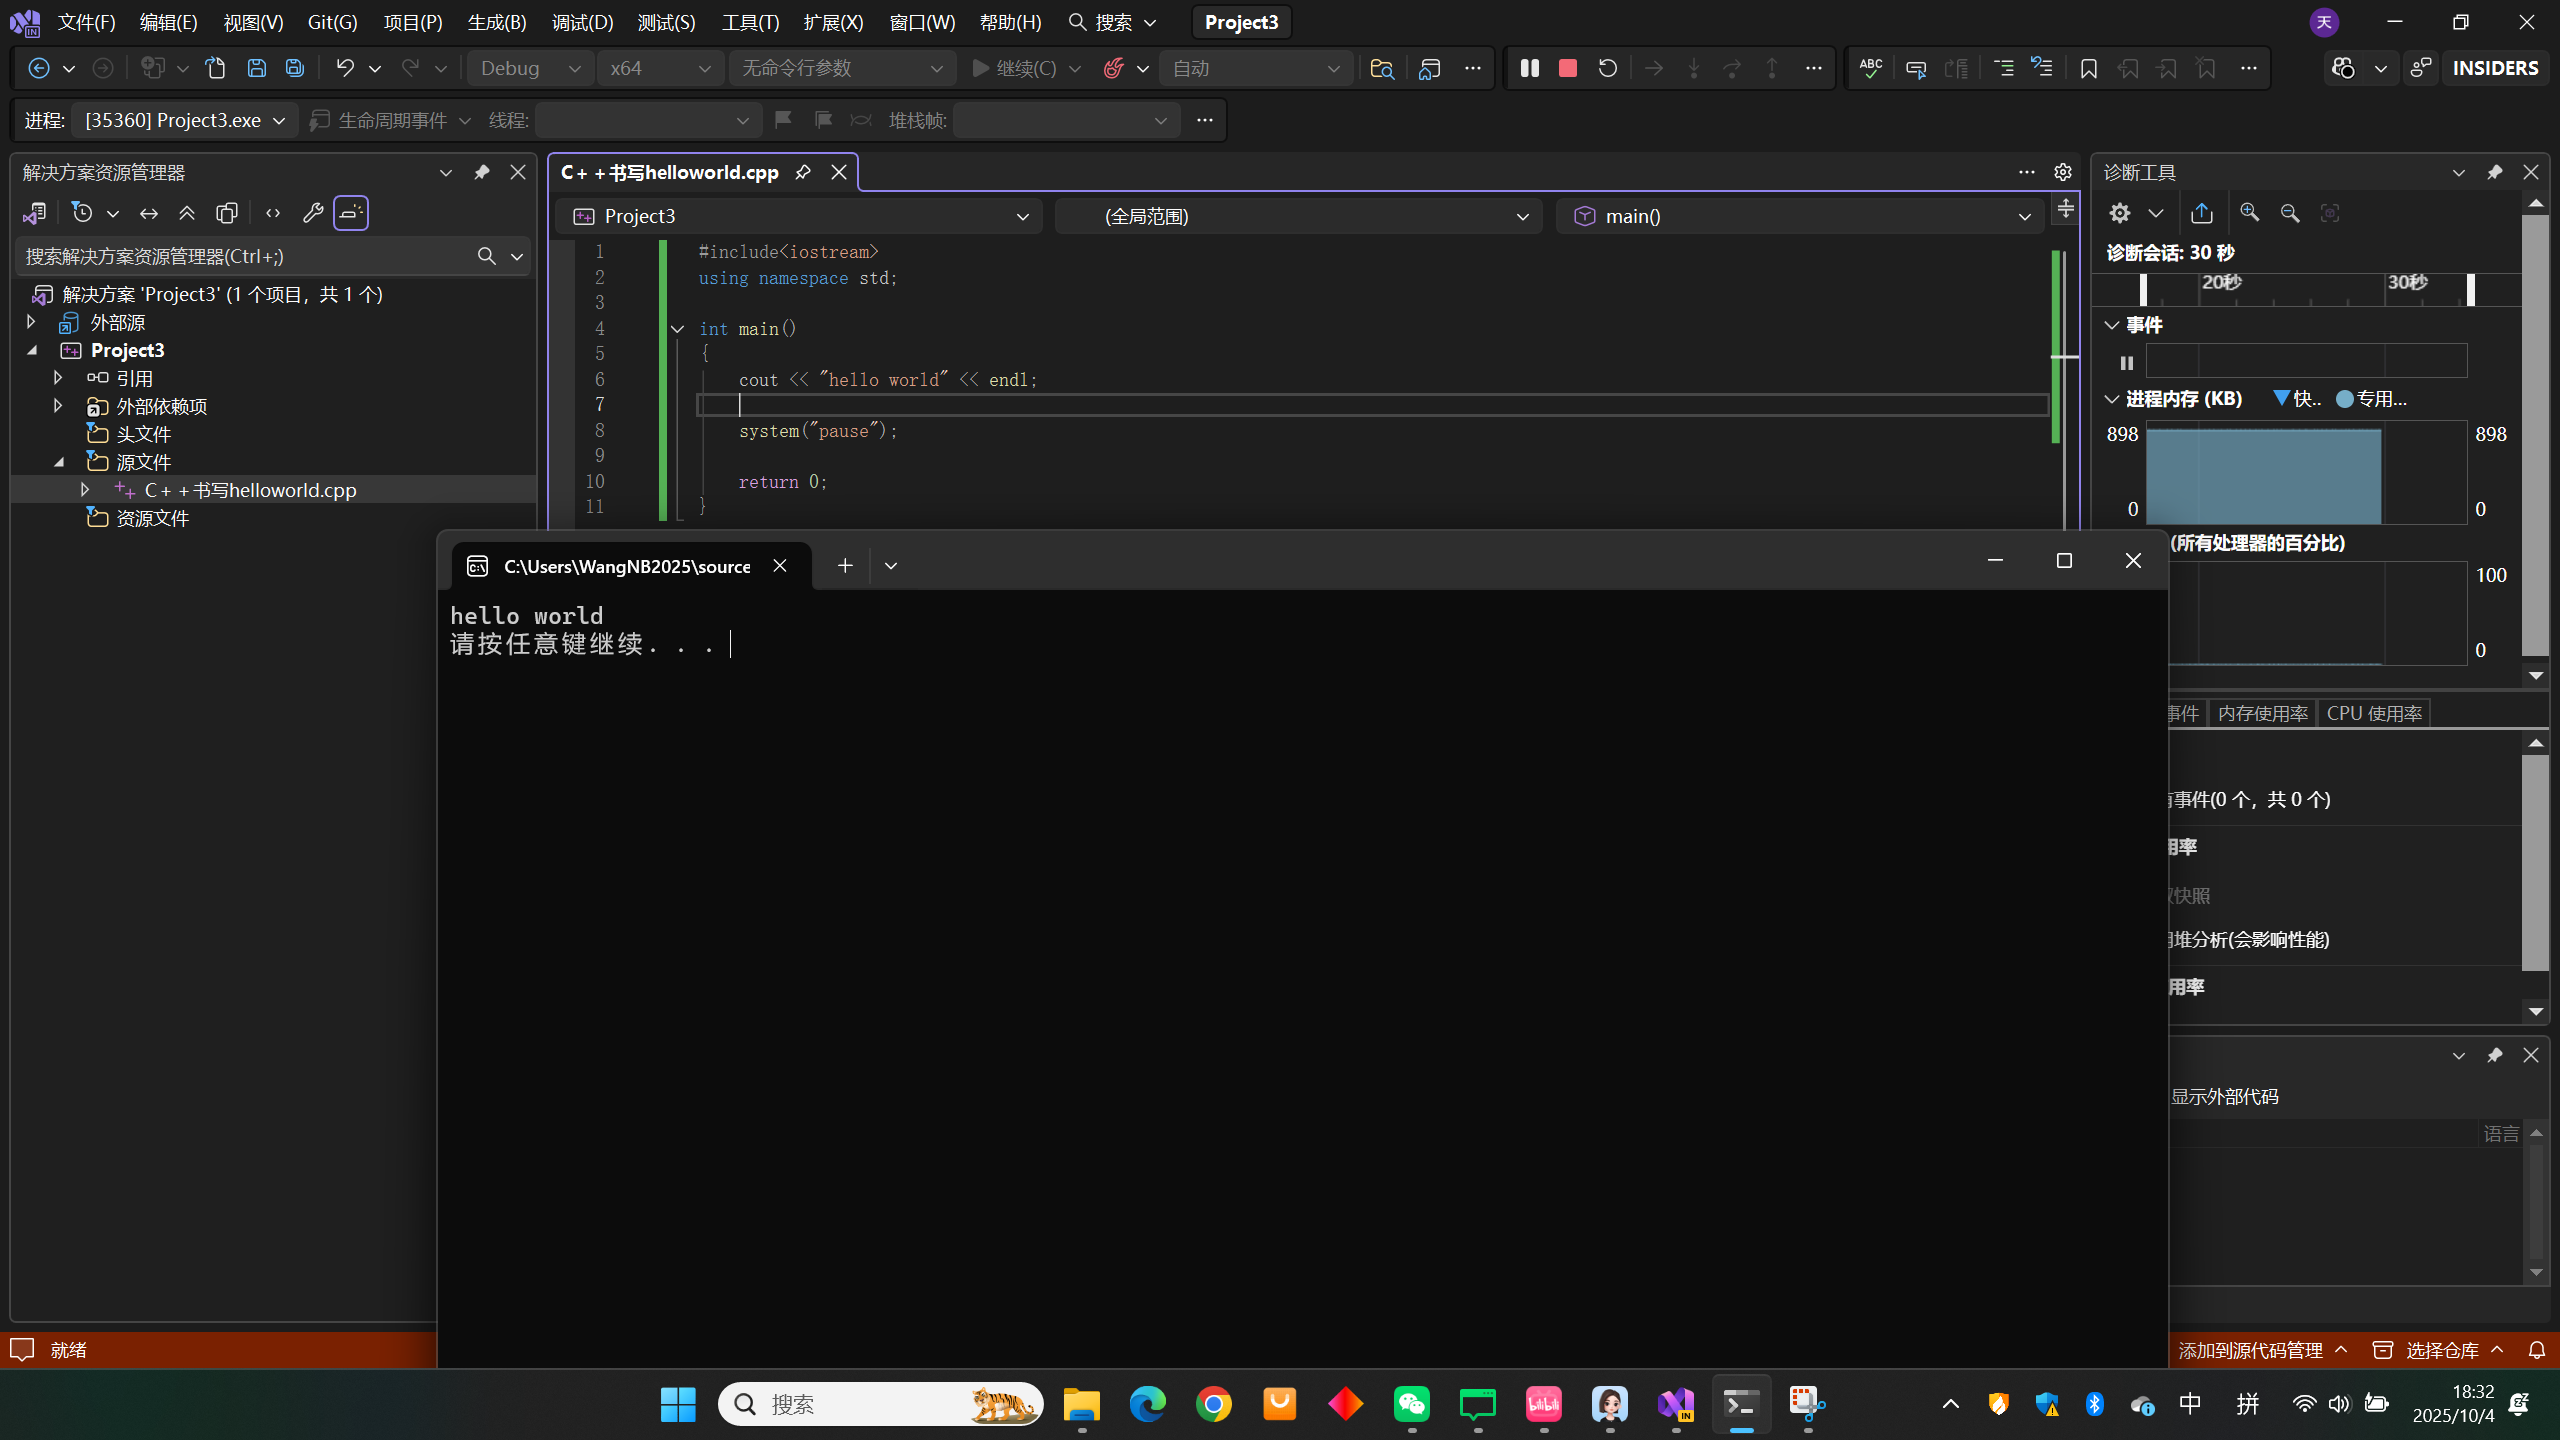 文件(F) 编辑(E) 视图(V) Git(G) 项目(P) 生成(B) 调试(D) 测试(S) 工具(T) 扩展(X) 窗口(W) 帮助(H) 搜索 Project3 天
Debug x64 无命令行参数 继续(C) 自动 ABC INSIDERS
进程: [35360] Project3.exe 生命周期事件 线程: 堆栈帧:
解决方案资源管理器
搜索解决方案资源管理器(Ctrl+;)
解决方案 'Project3' (1 个项目，共 1 个)
外部源
Project3
引用
外部依赖项
头文件
源文件
C++书写helloworld.cpp
资源文件
C++书写helloworld.cpp
Project3 (全局范围) main()
1 #include<iostream>
2 using namespace std;
3
4 int main()
5 {
6 cout << "hello world" << endl;
7
8 system("pause");
9
10 return 0;
11 }
诊断工具
诊断会话: 30 秒
20秒 30秒
事件
进程内存 (KB) 快.. 专用...
898 898
0 0
(所有处理器的百分比)
100
0
事件 内存使用率 CPU 使用率
事件(0 个，共 0 个)
用率
快照
堆分析(会影响性能)
用率
显示外部代码
语言
C:\Users\WangNB2025\source
hello world
请按任意键继续. . .
就绪 添加到源代码管理 选择仓库
搜索 bilibili IN 中 拼 18:32
2025/10/4